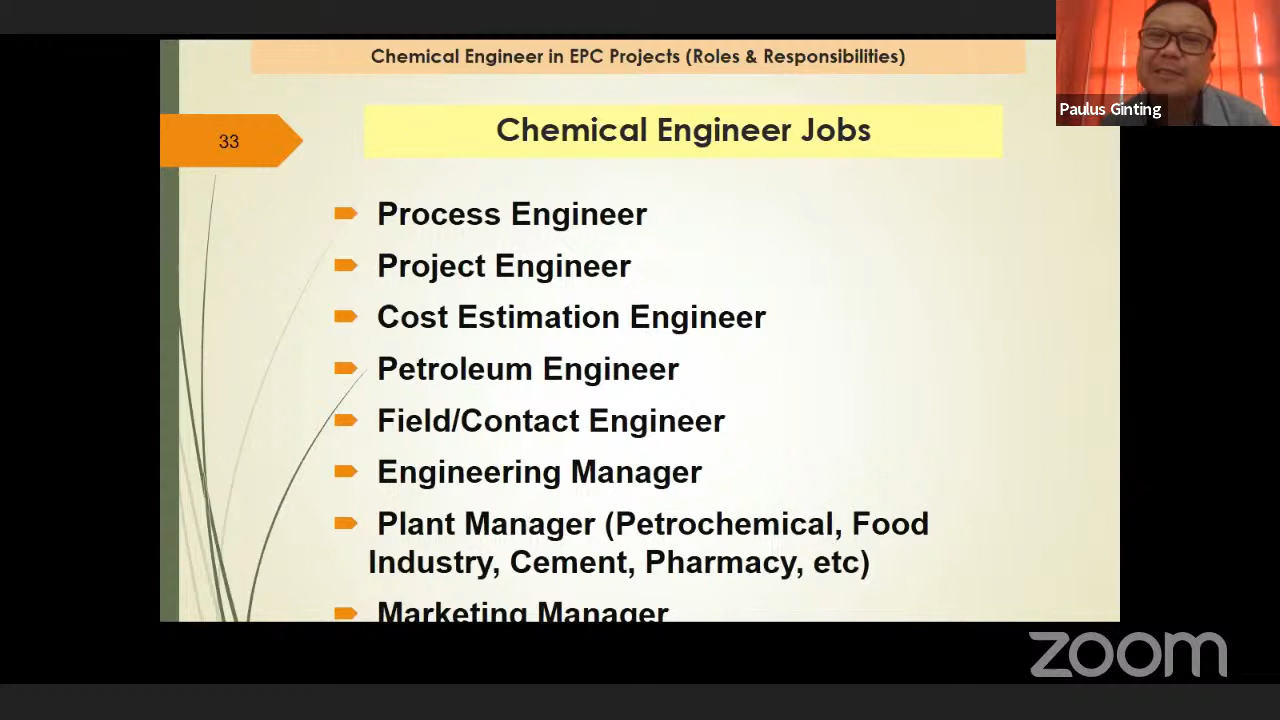 Chemical Engineer in EPC Projects (Roles & Responsibilities)
Paulus Ginting
33
Chemical Engineer Jobs
Process Engineer
Project Engineer
Cost Estimation Engineer
Petroleum Engineer
Field/Contact Engineer
Engineering Manager
Plant Manager (Petrochemical, Food
Industry, Cement, Pharmacy, etc)
Marketing Manager
zoom